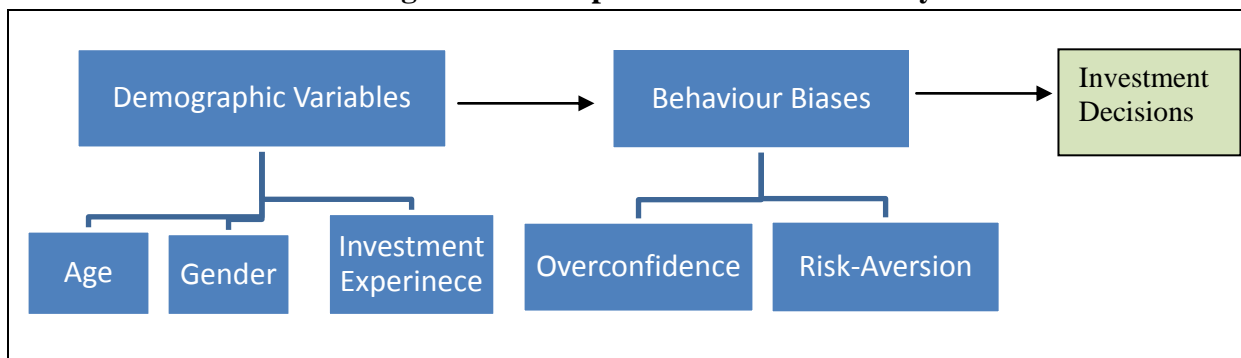 Demographic Variables
Behaviour Biases
Investment
Decisions
Age
Gender
Investment
Experinece
Overconfidence
Risk-Aversion